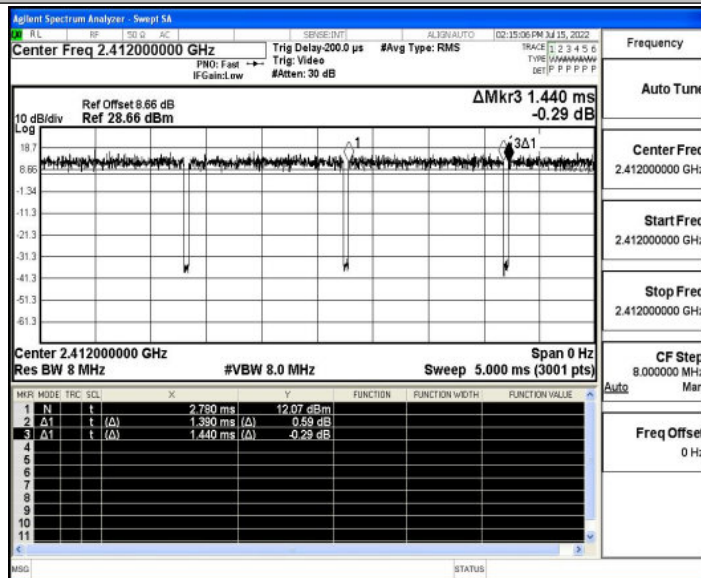 Agilent Spectrum Analyzer - Swept SA
RL RF 50 Ω AC SENSE:INT ALIGN AUTO 02:15:06 PM Jul 15, 2022
Center Freq 2.412000000 GHz
PNO: Fast
IFGain:Low
Trig Delay-200.0 µs
Trig: Video
#Atten: 30 dB
#Avg Type: RMS
TRACE 1 2 3 4 5 6
TYPE
DET P P P P P P
Frequency
Auto Tune
Center Freq
2.412000000 GHz
Start Freq
2.412000000 GHz
Stop Freq
2.412000000 GHz
CF Step
8.000000 MHz
Auto Man
Freq Offset
0 Hz
ΔMkr3 1.440 ms
-0.29 dB
Ref Offset 8.66 dB
10 dB/div Ref 28.66 dBm
Log
18.7
8.66
-1.34
-11.3
-21.3
-31.3
-41.3
-51.3
-61.3
1
3Δ1
Center 2.412000000 GHz Span 0 Hz
Res BW 8 MHz #VBW 8.0 MHz Sweep 5.000 ms (3001 pts)
MKR MODE TRC SCL X Y FUNCTION FUNCTION WIDTH FUNCTION VALUE
1 N t 2.780 ms 12.07 dBm
2 Δ1 t (Δ) 1.390 ms (Δ) 0.59 dB
3 Δ1 t (Δ) 1.440 ms (Δ) -0.29 dB
4
5
6
7
8
9
10
11
MSG STATUS